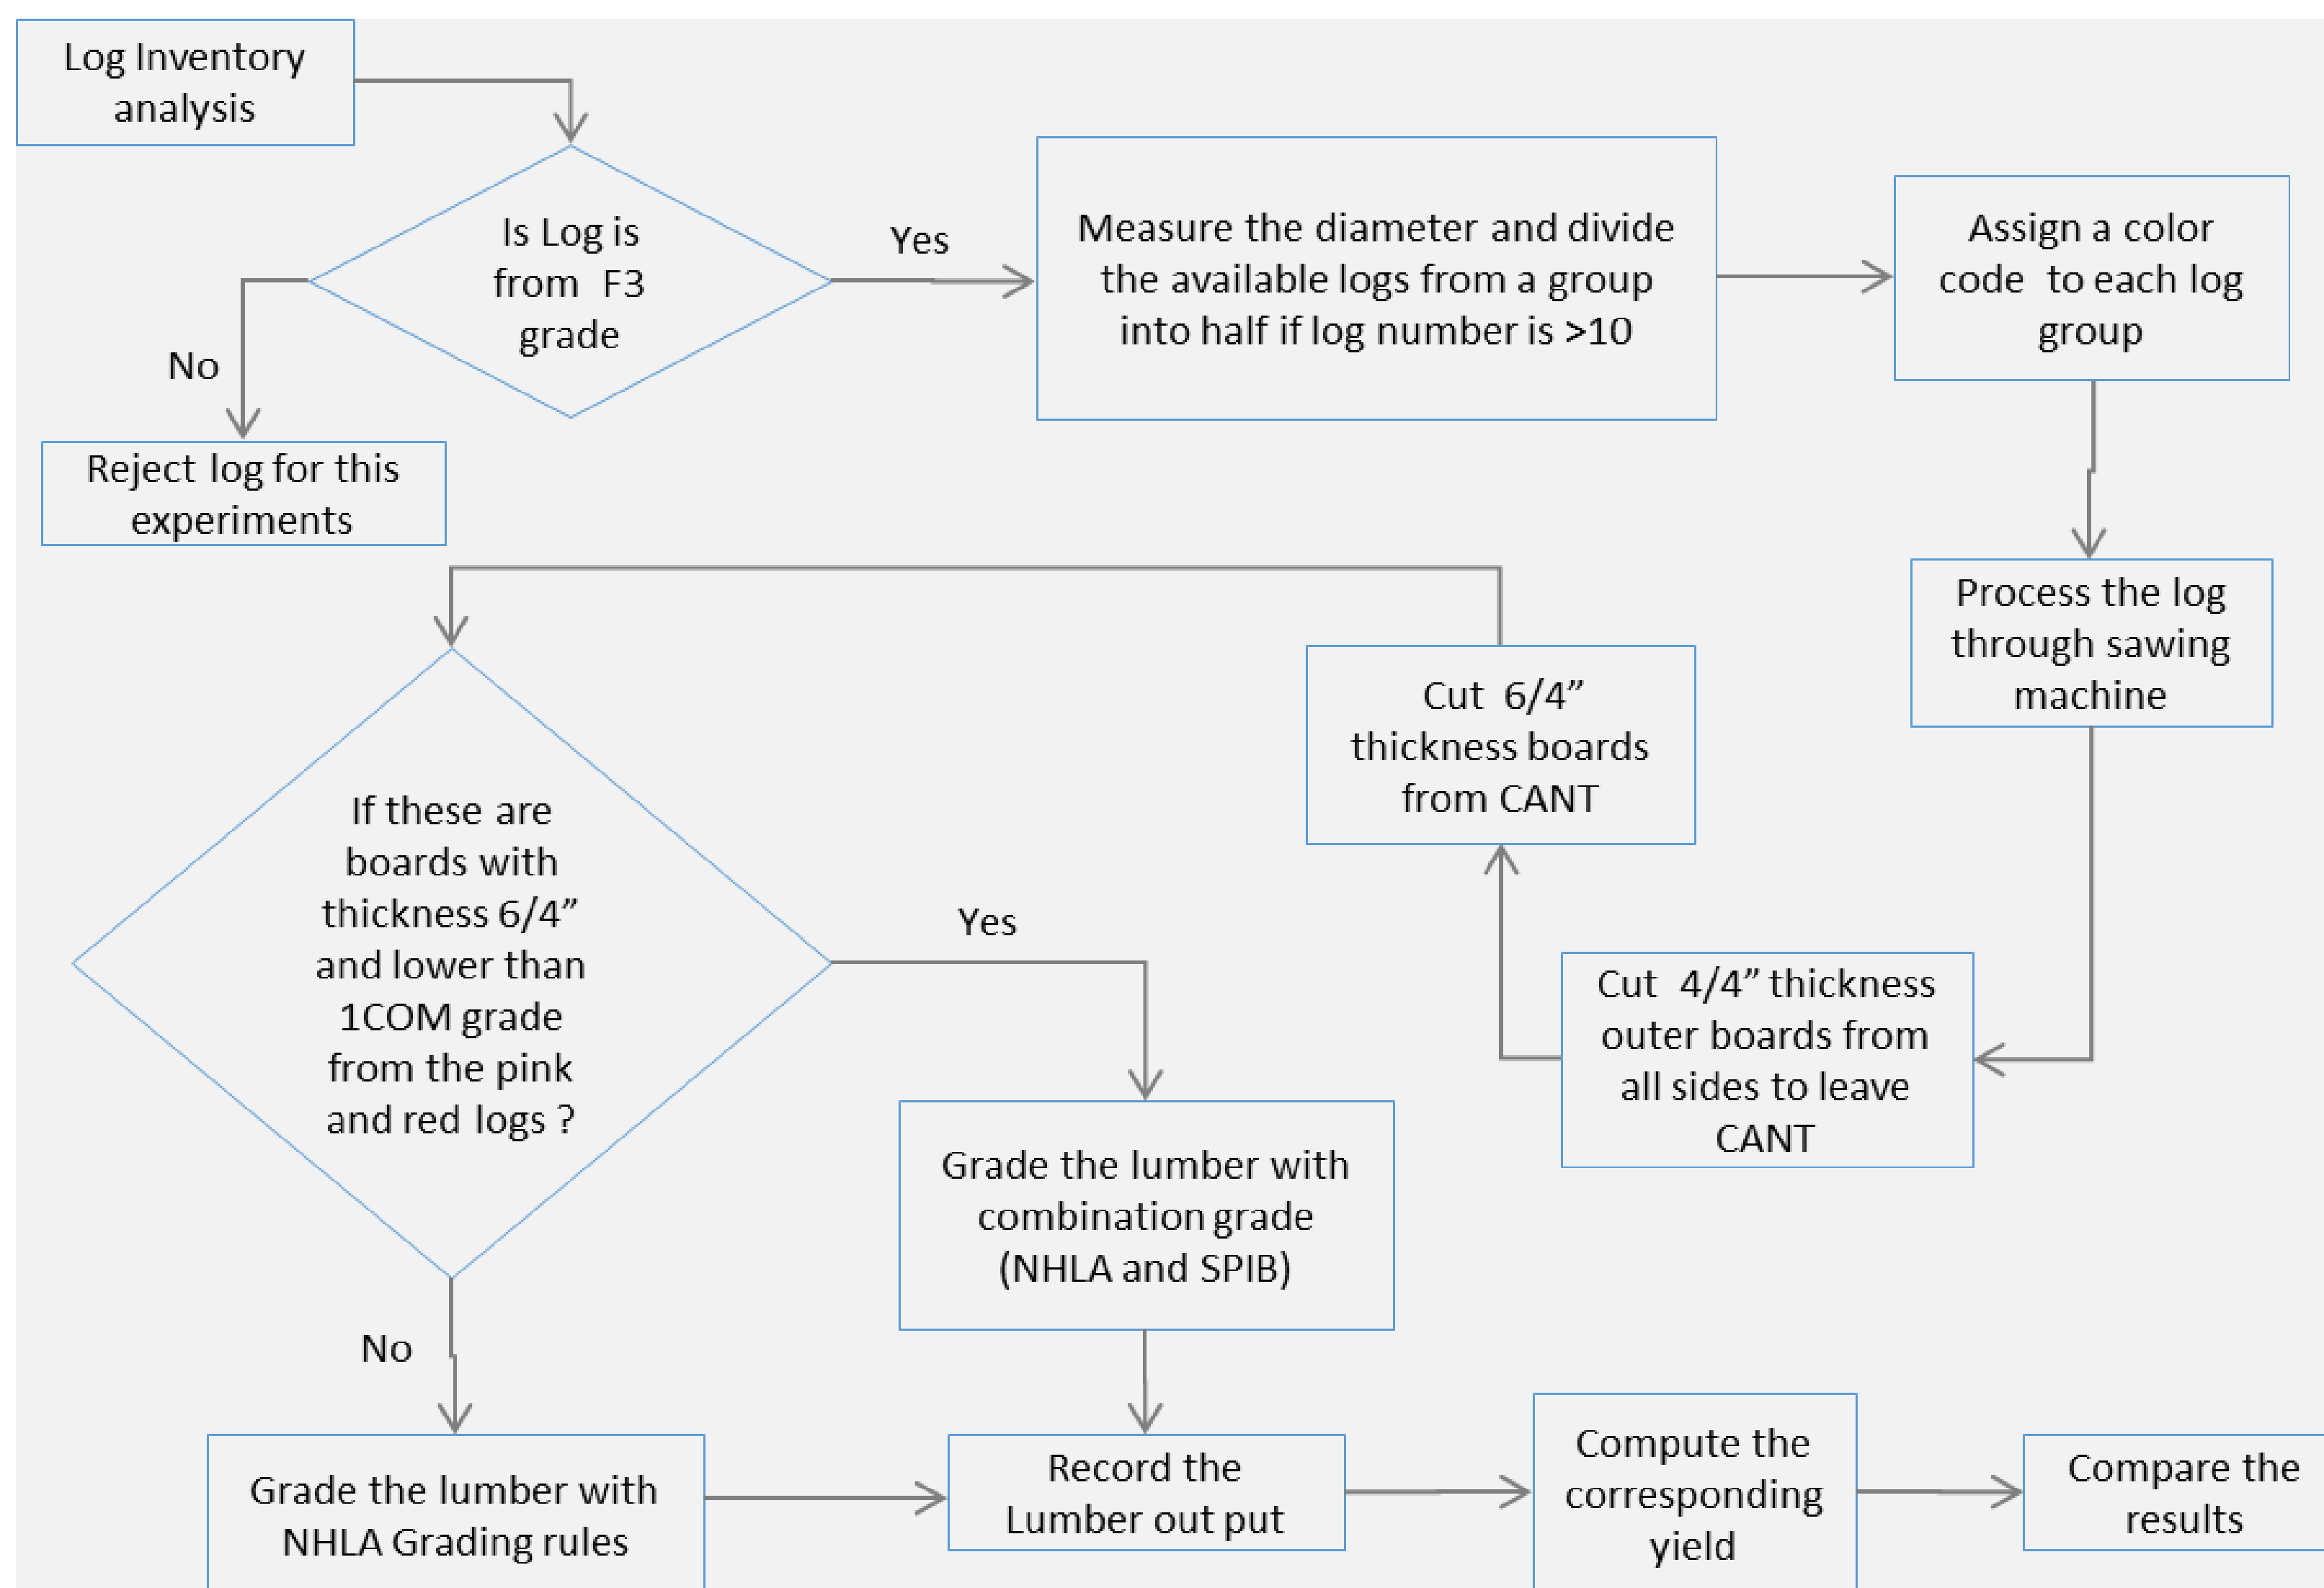 Log Inventory
analysis
Is Log is
from F3
grade
Yes
No
Measure the diameter and divide
the available logs from a group
into half if log number is >10
Assign a color
code to each log
group
Reject log for this
experiments
Process the log
through sawing
machine
Cut 6/4”
thickness boards
from CANT
Cut 4/4” thickness
outer boards from
all sides to leave
CANT
If these are
boards with
thickness 6/4”
and lower than
1COM grade
from the pink
and red logs ?
Yes
No
Grade the lumber with
combination grade
(NHLA and SPIB)
Grade the lumber with
NHLA Grading rules
Record the
Lumber out put
Compute the
corresponding
yield
Compare the
results